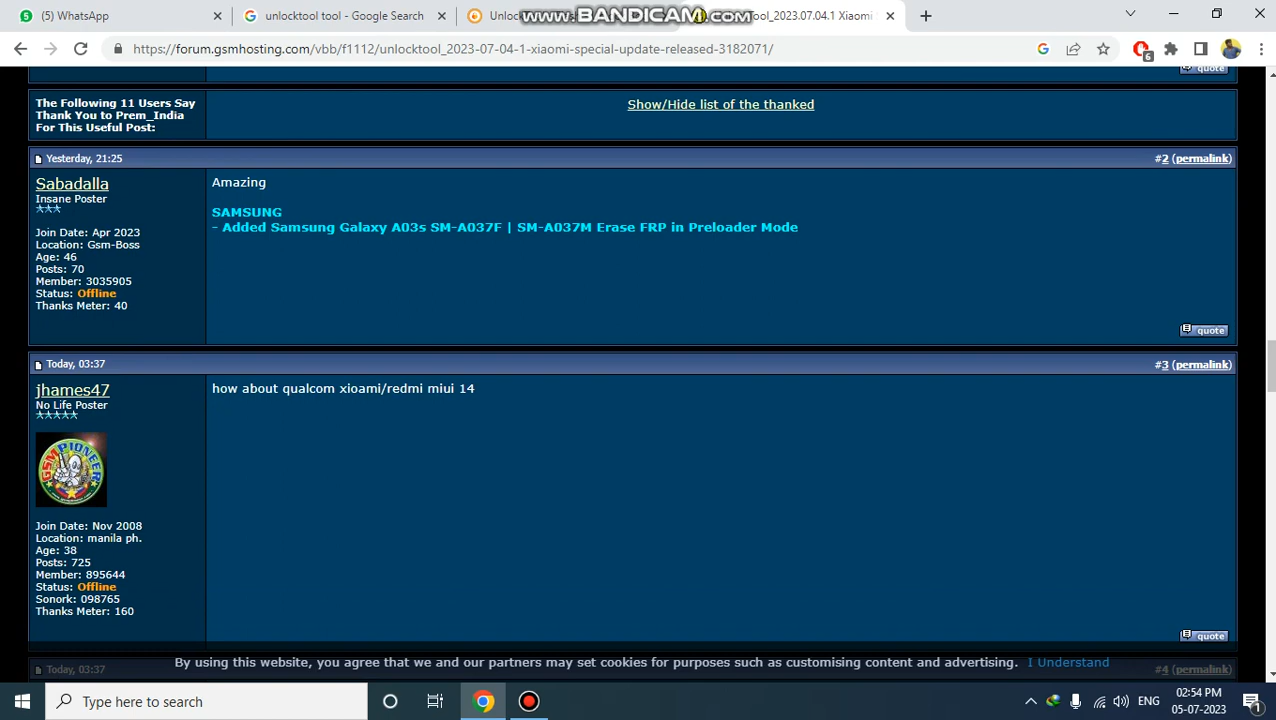 (5) WhatsApp
unlocktool tool - Google Search
Unloc
www.BANDICAM.com
ool_2023.07.04.1 Xiaomi
https://forum.gsmhosting.com/vbb/f1112/unlocktool_2023-07-04-1-xiaomi-special-update-released-3182071/
6
quote
The Following 11 Users Say
Thank You to Prem_India
For This Useful Post:
Show/Hide list of the thanked
Yesterday, 21:25
#2 (permalink)
Sabadalla
Insane Poster
Join Date: Apr 2023
Location: Gsm-Boss
Age: 46
Posts: 70
Member: 3035905
Status: Offline
Thanks Meter: 40
Amazing
SAMSUNG
- Added Samsung Galaxy A03s SM-A037F | SM-A037M Erase FRP in Preloader Mode
quote
Today, 03:37
#3 (permalink)
jhames47
No Life Poster
GSM PIONEER
Join Date: Nov 2008
Location: manila ph.
Age: 38
Posts: 725
Member: 895644
Status: Offline
Sonork: 098765
Thanks Meter: 160
how about qualcom xioami/redmi miui 14
quote
Today, 03:37
#4 (permalink)
By using this website, you agree that we and our partners may set cookies for purposes such as customising content and advertising. I Understand
Type here to search
ENG
02:54 PM
05-07-2023
1